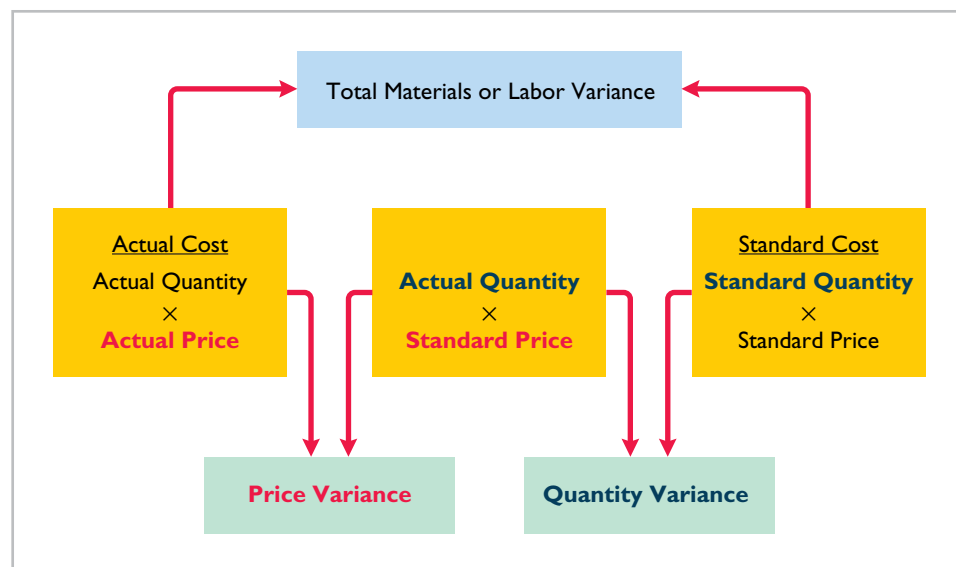 Total Materials or Labor Variance
Actual Cost
Actual Quantity
×
Actual Price
Actual Quantity
×
Standard Price
Standard Cost
Standard Quantity
×
Standard Price
Price Variance
Quantity Variance